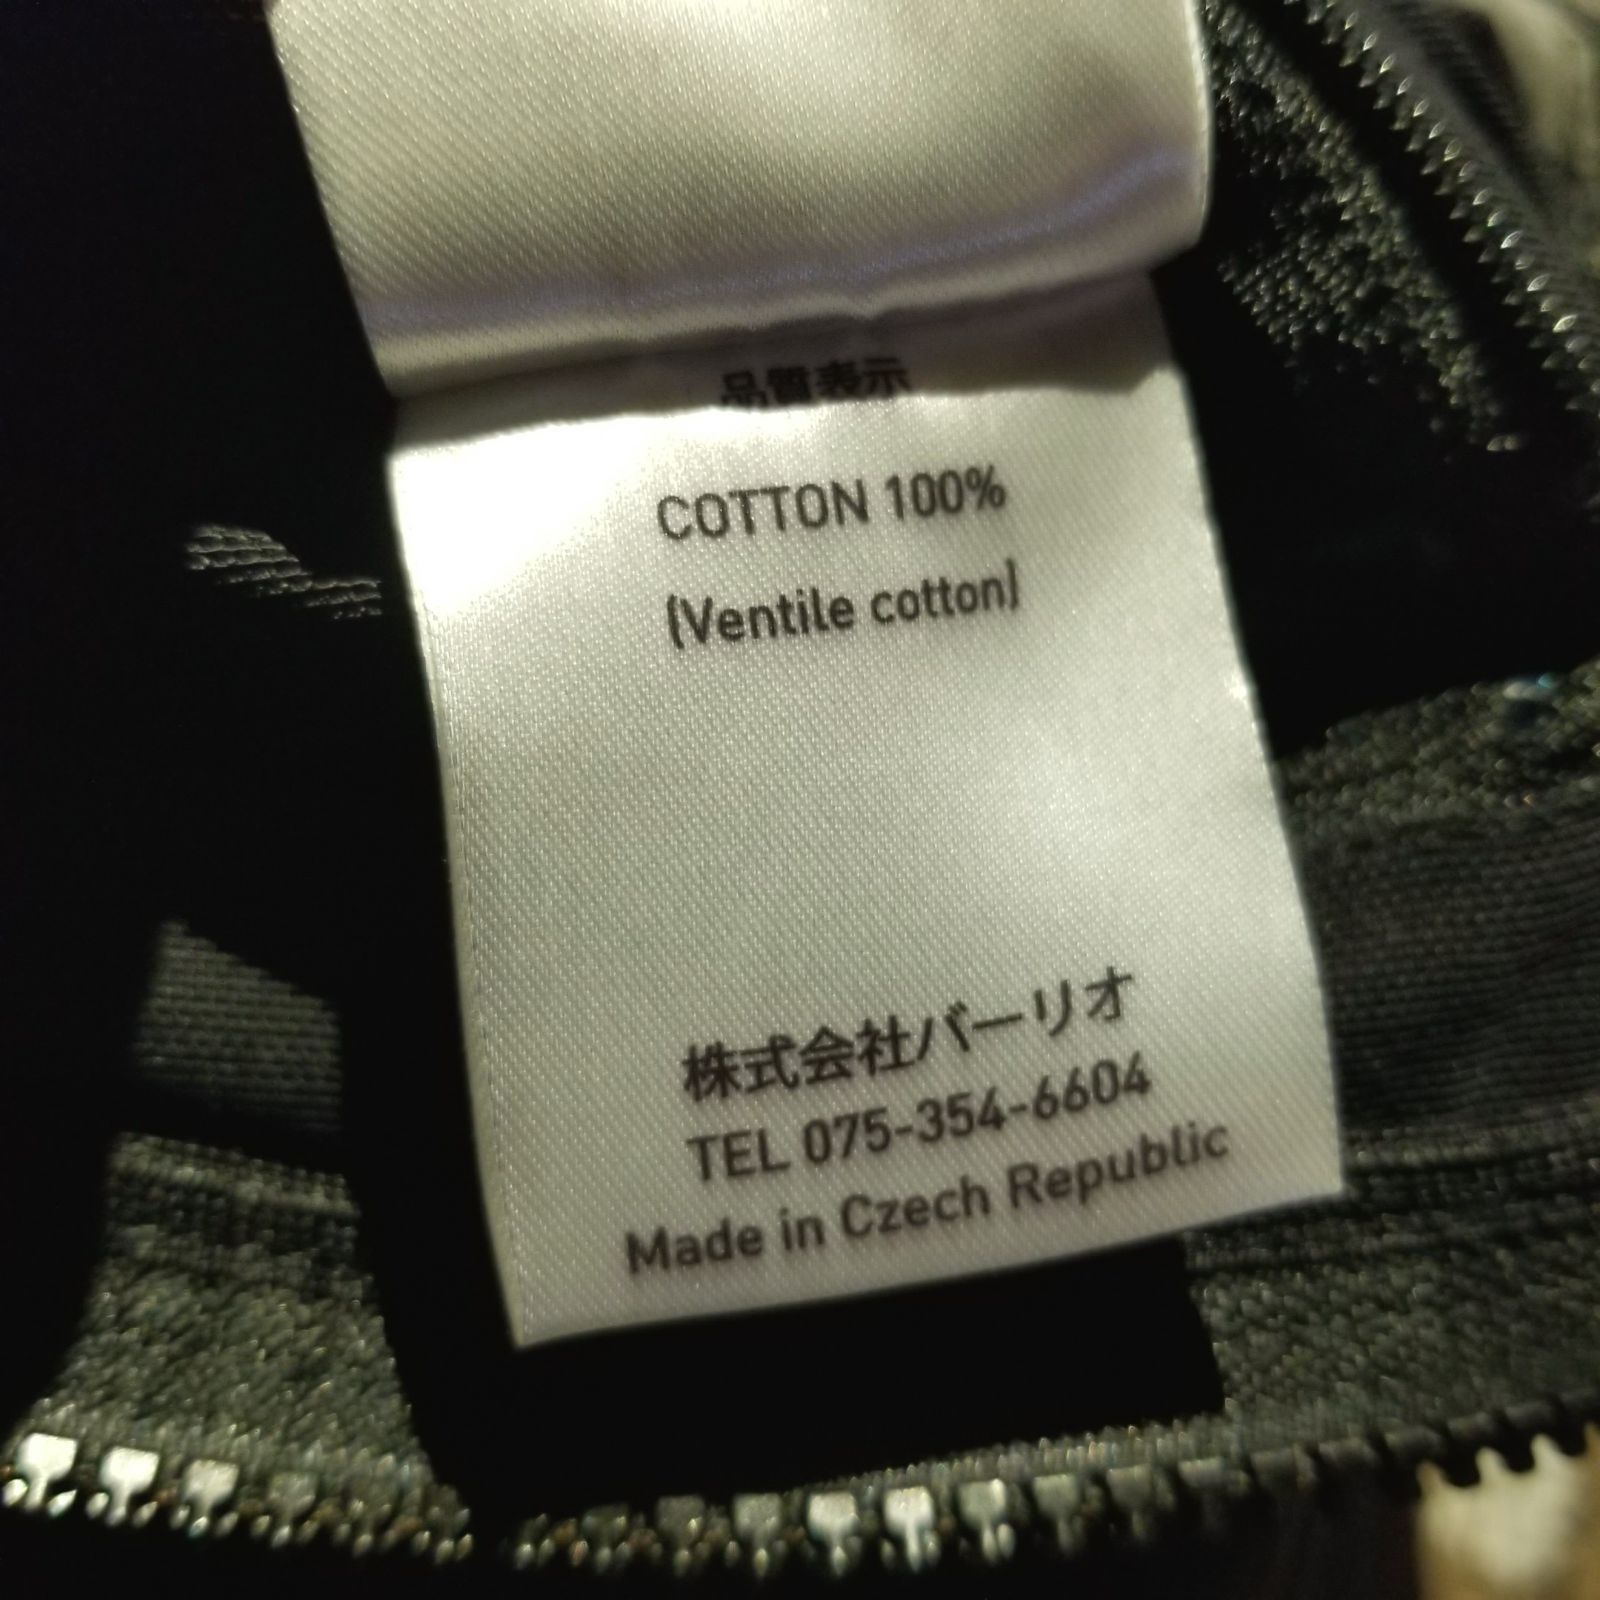 品質表示
COTTON 100%
(Ventile cotton)
株式会社バーリオ
TEL 075-354-6604
Made in Czech Republic